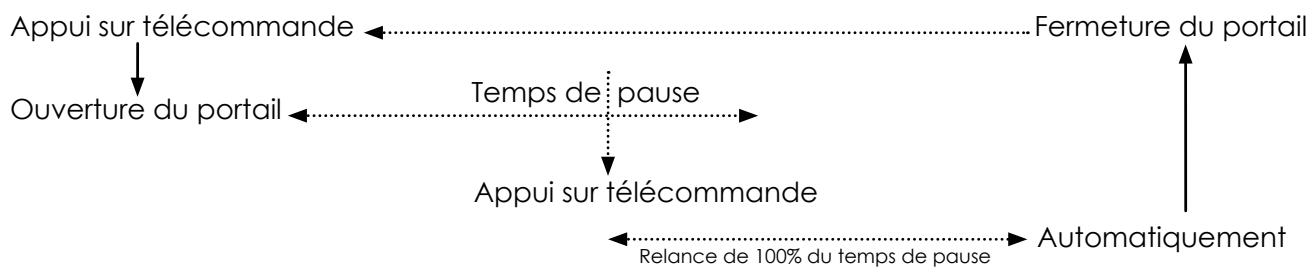 Appui sur télécommande
Fermeture du portail
Ouverture du portail
Temps de pause
Appui sur télécommande
Automatiquement
Relance de 100% du temps de pause